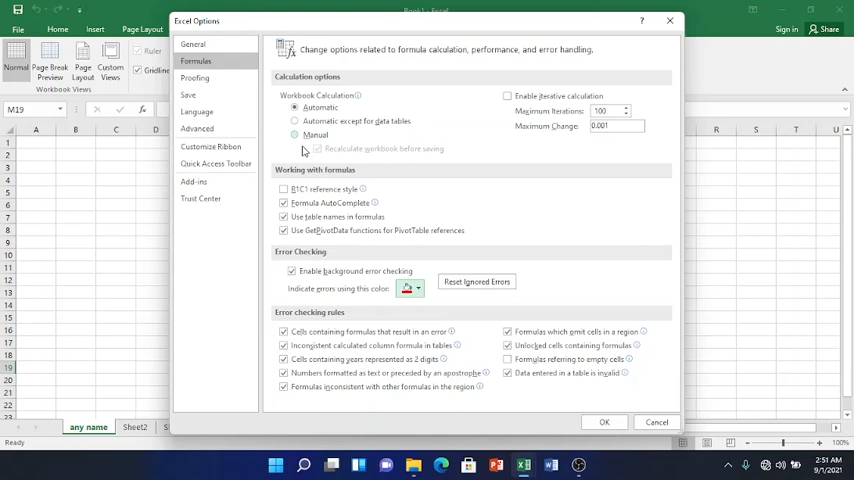 Book1 - Excel
Excel Options
? 
Sign in
Share
File Home Insert Page Layout
Normal
Page Break Preview
Page Layout
Custom Views
Ruler
Gridline
Workbook Views
M19
fx
A B C D R S T U
1
2
3
4
5
6
7
8
9
10
11
12
13
14
15
16
17
18
19
20
21
22
23
General
Formulas
Proofing
Save
Language
Advanced
Customize Ribbon
Quick Access Toolbar
Add-ins
Trust Center
Change options related to formula calculation, performance, and error handling.
Calculation options
Workbook Calculation
Automatic
Automatic except for data tables
Manual
Recalculate workbook before saving
Enable iterative calculation
Maximum Iterations: 100
Maximum Change: 0.001
Working with formulas
R1C1 reference style
Formula AutoComplete
Use table names in formulas
Use GetPivotData functions for PivotTable references
Error Checking
Enable background error checking
Indicate errors using this color:
Reset Ignored Errors
Error checking rules
Cells containing formulas that result in an error
Inconsistent calculated column formula in tables
Cells containing years represented as 2 digits
Numbers formatted as text or preceded by an apostrophe
Formulas inconsistent with other formulas in the region
Formulas which omit cells in a region
Unlocked cells containing formulas
Formulas referring to empty cells
Data entered in a table is invalid
OK Cancel
any name Sheet2 S
Ready
100%
2:51 AM
9/1/2021